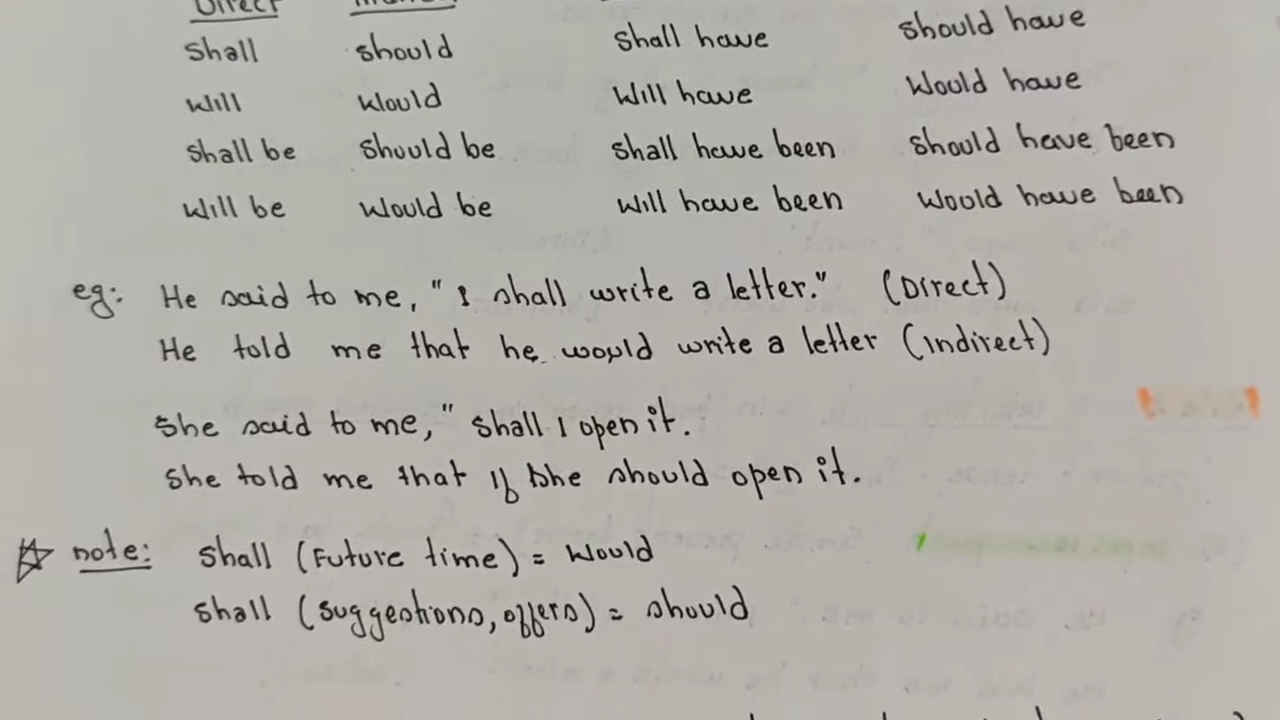 Direct
Shall should Shall have should have
Will Would Will have Would have
Shall be Should be Shall have been should have been
Will be Would be Will have been Would have been
eg: He said to me, "I shall write a letter." (Direct)
He told me that he would write a letter (indirect)
She said to me," Shall I open it.
She told me that if she should open it.
note: Shall (Future time) = Would
Shall (suggestions, offers) = should